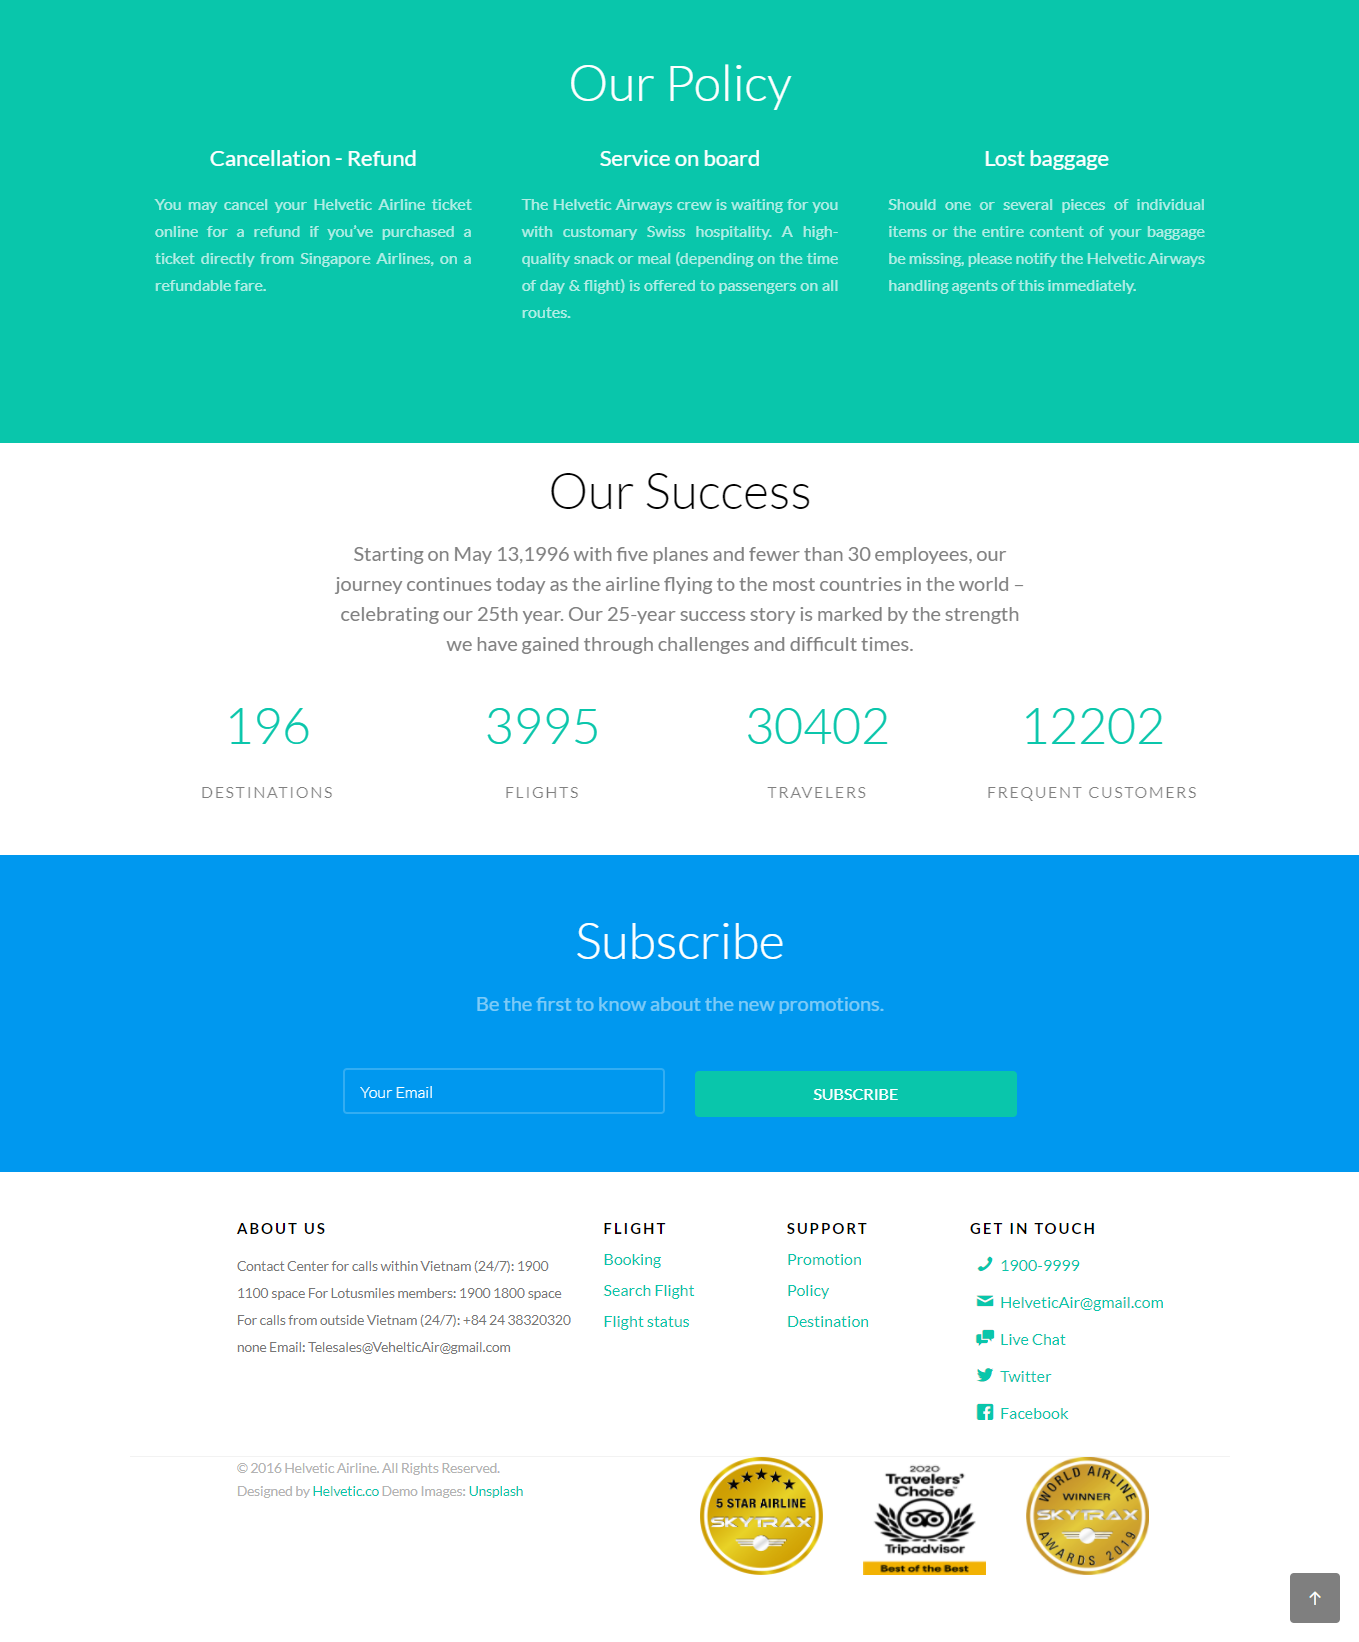 Our Policy
Cancellation - Refund
You may cancel your Helvetic Airline ticket
online for a refund if you've purchased a
ticket directly from Singapore Airlines, on a
refundable fare.
Service on board
The Helvetic Airways crew is waiting for you
with customary Swiss hospitality. A high-
quality snack or meal (depending on the time
of day & flight) is offered to passengers on all
routes.
Lost baggage
Should one or several pieces of individual
items or the entire content of your baggage
be missing, please notify the Helvetic Airways
handling agents of this immediately.
Our Success
Starting on May 13,1996 with five planes and fewer than 30 employees, our
journey continues today as the airline flying to the most countries in the world –
celebrating our 25th year. Our 25-year success story is marked by the strength
we have gained through challenges and difficult times.
196
DESTINATIONS
3995
FLIGHTS
30402
TRAVELERS
12202
FREQUENT CUSTOMERS
Subscribe
Be the first to know about the new promotions.
Your Email
SUBSCRIBE
ABOUT US
Contact Center for calls within Vietnam (24/7): 1900
1100 space For Lotusmiles members: 1900 1800 space
For calls from outside Vietnam (24/7): +84 24 38320320
none Email: Telesales@VehelticAir@gmail.com
FLIGHT
Booking
Search Flight
Flight status
SUPPORT
Promotion
Policy
Destination
GET IN TOUCH
1900-9999
HelveticAir@gmail.com
Live Chat
Twitter
Facebook
© 2016 Helvetic Airline. All Rights Reserved.
Designed by Helvetic.co Demo Images: Unsplash
5 STAR AIRLINE
SKYTRAX
2020
Travelers'
Choice™
Tripadvisor
Best of the Best
WORLD AIRLINE
WINNER
SKYTRAX
AWARDS 2019